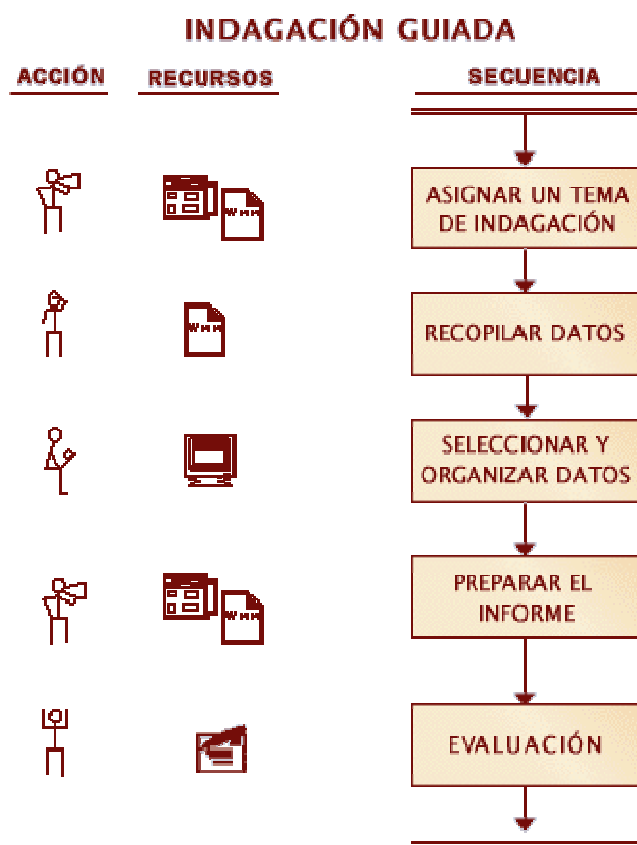 INDAGACIÓN GUIADA
ACCIÓN
RECURSOS
SECUENCIA
ASIGNAR UN TEMA
DE INDAGACIÓN
RECOPILAR DATOS
SELECCIONAR Y
ORGANIZAR DATOS
PREPARAR EL
INFORME
EVALUACIÓN